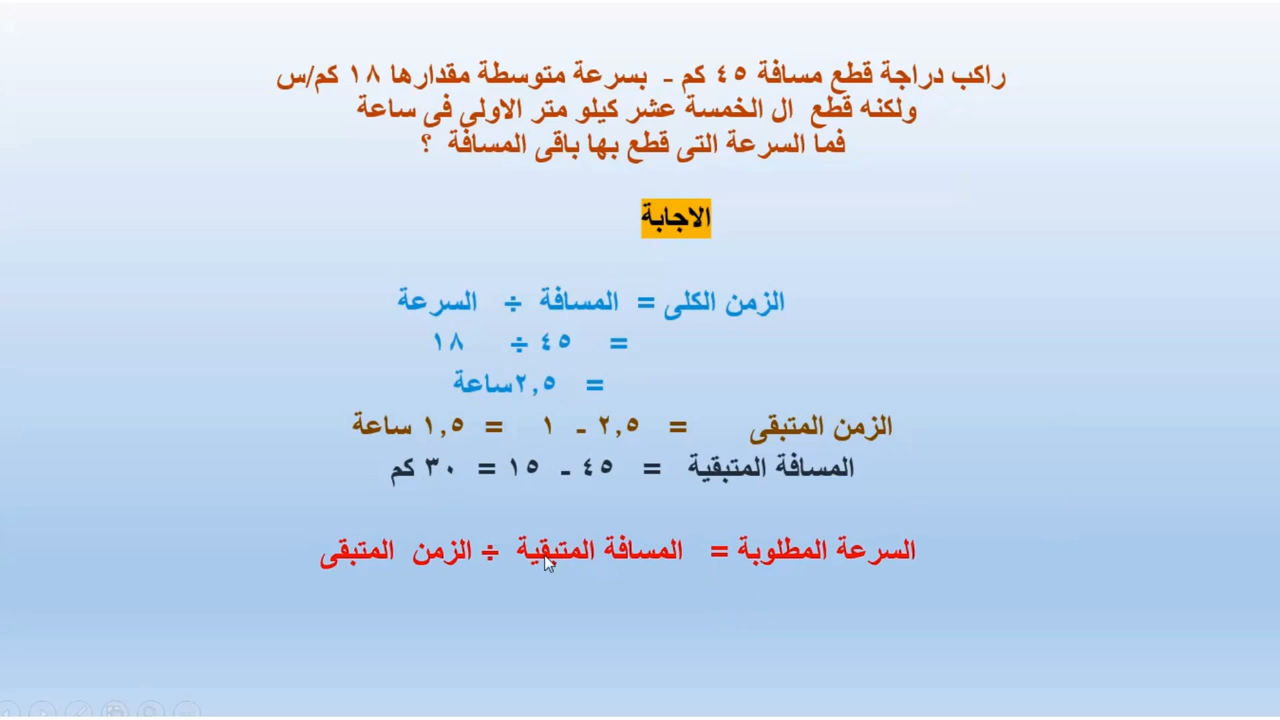 راكب دراجة قطع مسافة ٤٥ كم - بسرعة متوسطة مقدارها ١٨ كم/س
ولكنه قطع ال الخمسة عشر كيلو متر الاولى فى ساعة
فما السرعة التى قطع بها باقى المسافة ؟
الاجابة
الزمن الكلى = المسافة ÷ السرعة
= ٤٥ ÷ ١٨
= ٢,٥ساعة
الزمن المتبقى = ٢,٥ - ١ = ١,٥ ساعة
المسافة المتبقية = ٤٥ - ١٥ = ٣٠ كم
السرعة المطلوبة = المسافة المتبقية ÷ الزمن المتبقى